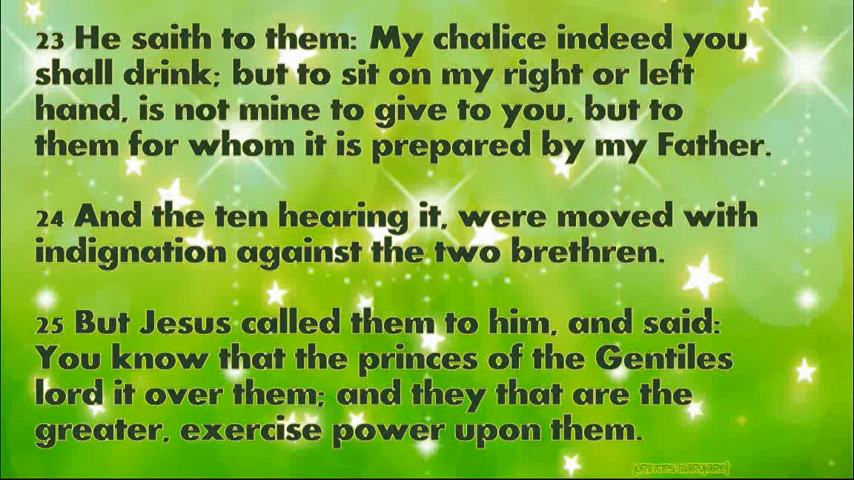 23 He saith to them: My chalice indeed you
shall drink; but to sit on my right or left
hand, is not mine to give to you, but to
them for whom it is prepared by my Father.
24 And the ten hearing it, were moved with
indignation against the two brethren.
25 But Jesus called them to him, and said:
You know that the princes of the Gentiles
lord it over them; and they that are the
greater, exercise power upon them.